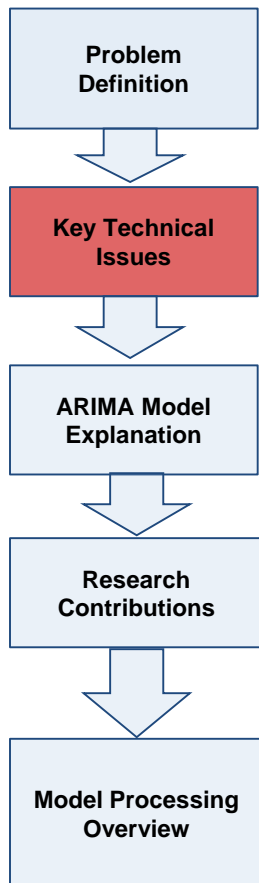 Problem
Definition
Key Technical
Issues
ARIMA Model
Explanation
Research
Contributions
Model Processing
Overview